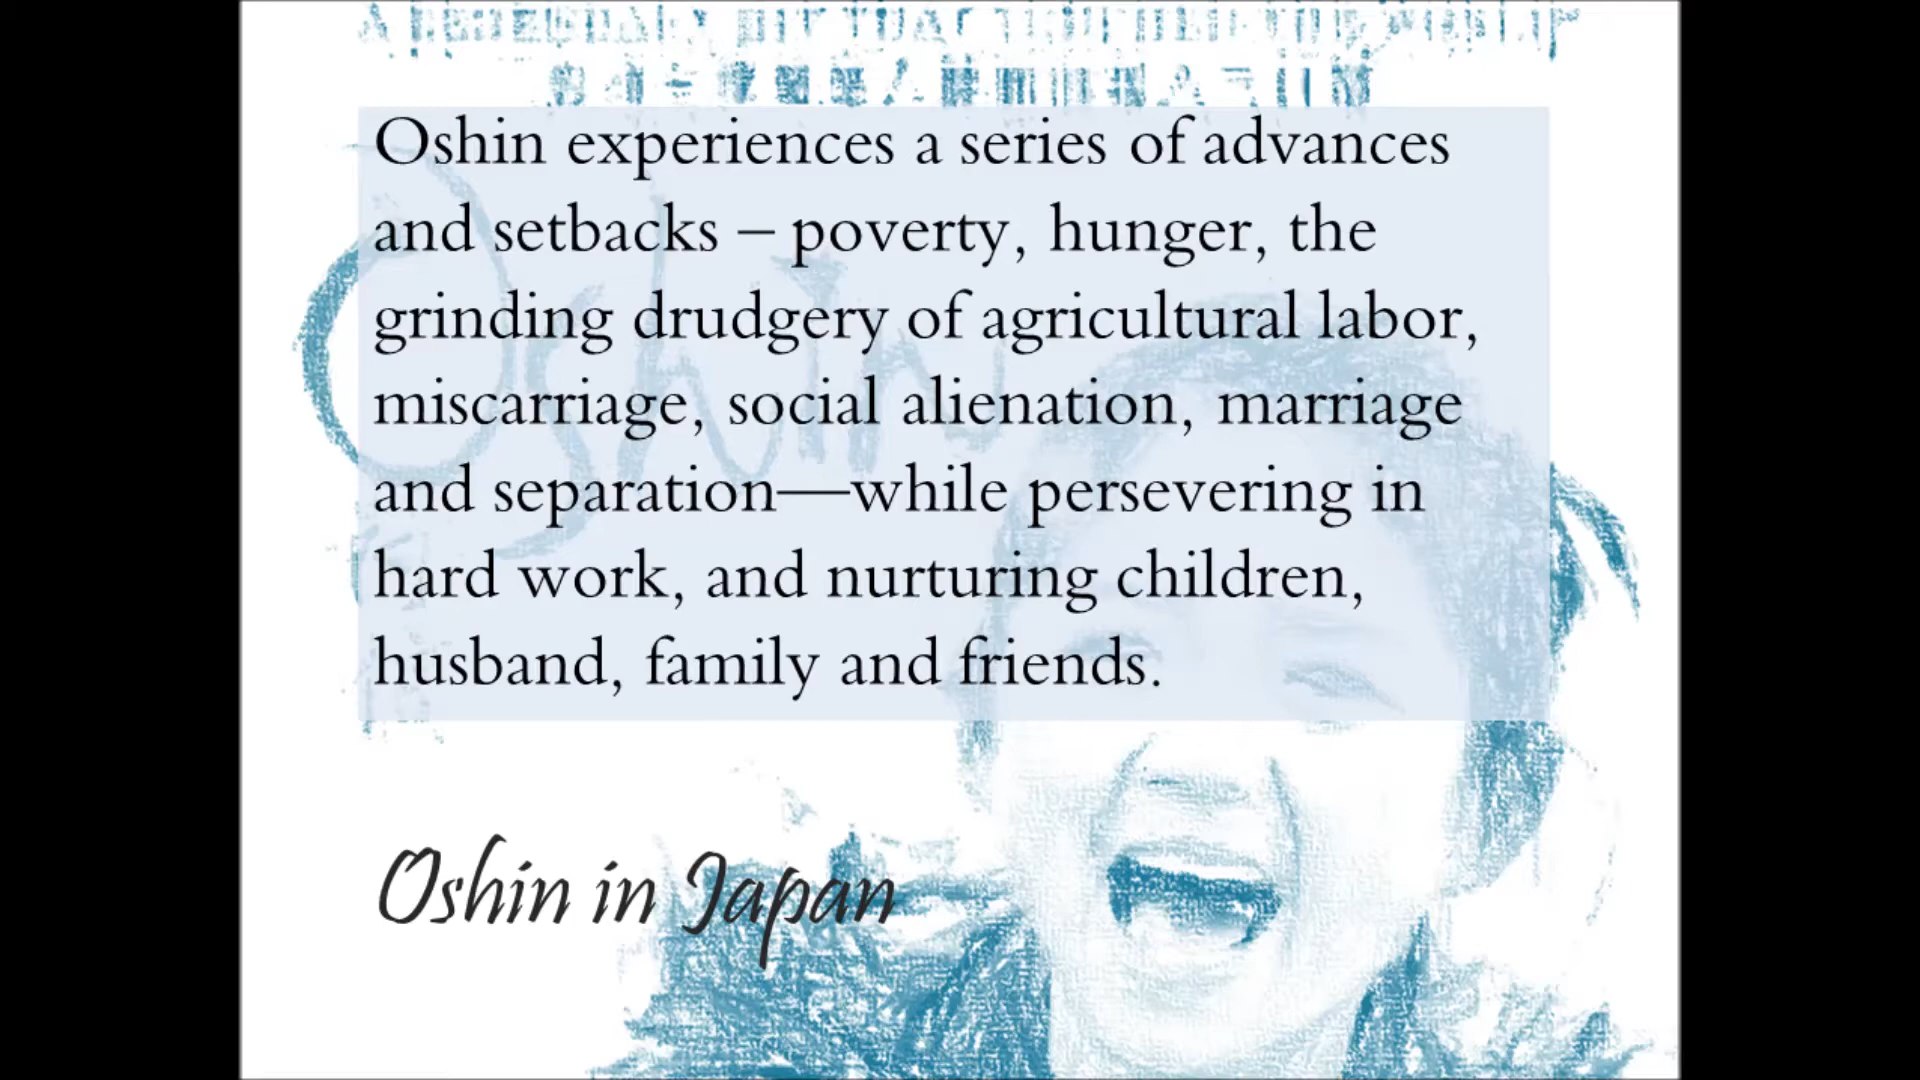 Oshin experiences a series of advances
and setbacks – poverty, hunger, the
grinding drudgery of agricultural labor,
miscarriage, social alienation, marriage
and separation—while persevering in
hard work, and nurturing children,
husband, family and friends.
Oshin
Oshin in Japan